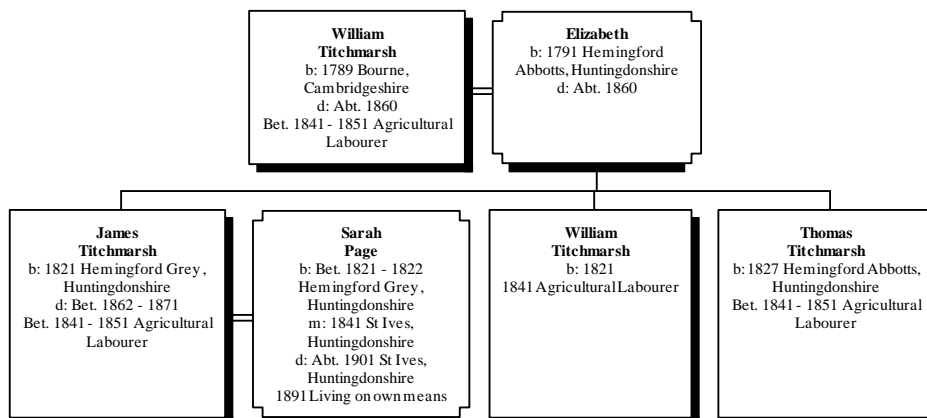 William
Titchmarsh
b: 1789 Bourne,
Cambridgeshire
d: Abt. 1860
Bet. 1841 - 1851 Agricultural
Labourer
Elizabeth
b: 1791 Hemingford
Abbotts, Huntingdonshire
d: Abt. 1860
James
Titchmarsh
b: 1821 Hemingford Grey,
Huntingdonshire
d: Bet. 1862 - 1871
Bet. 1841 - 1851 Agricultural
Labourer
Sarah
Page
b: Bet. 1821 - 1822
Hemingford Grey,
Huntingdonshire
m: 1841 St Ives,
Huntingdonshire
d: Abt. 1901 St Ives,
Huntingdonshire
1891 Living on own means
William
Titchmarsh
b: 1821
1841 Agricultural Labourer
Thomas
Titchmarsh
b: 1827 Hemingford Abbotts,
Huntingdonshire
Bet. 1841 - 1851 Agricultural
Labourer